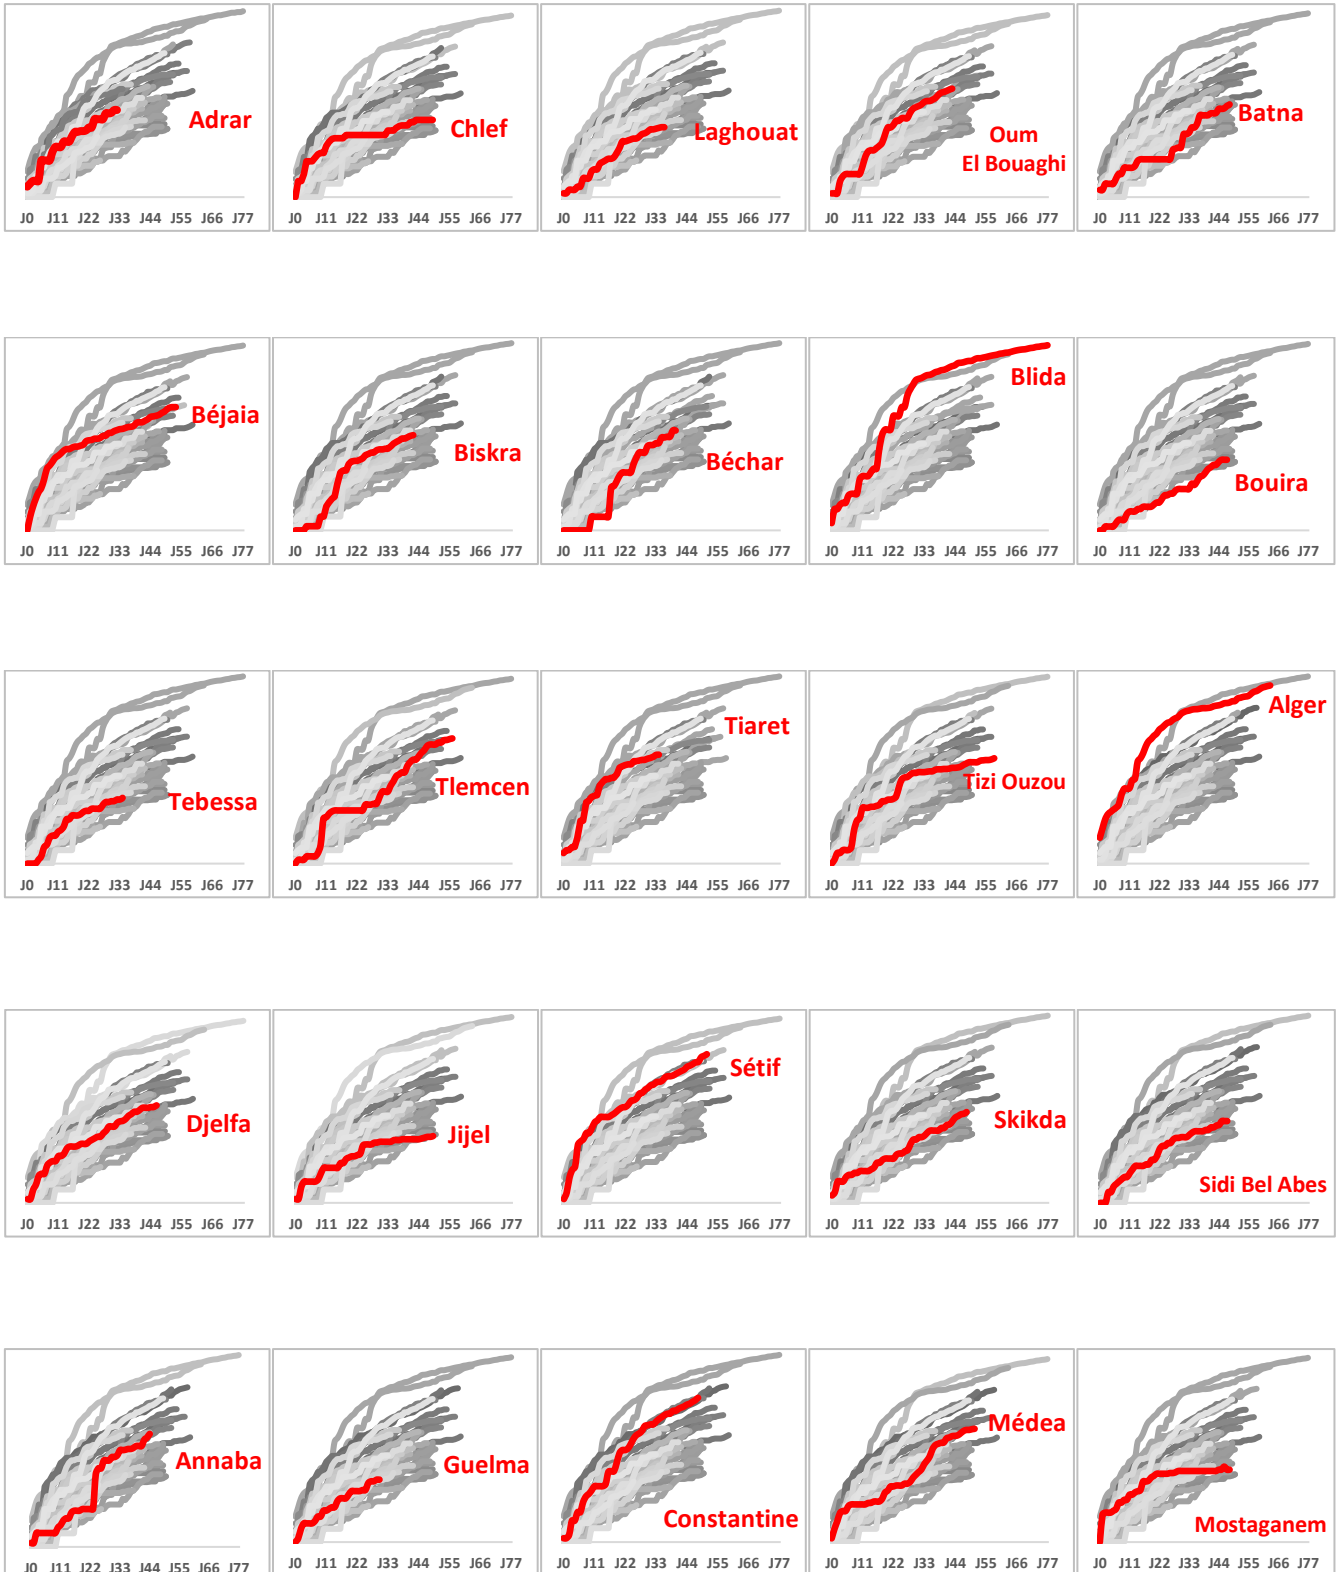 Adrar
J0 J11 J22 J33 J44 J55 J66 J77
Chlef
J0 J11 J22 J33 J44 J55 J66 J77
Laghouat
J0 J11 J22 J33 J44 J55 J66 J77
Oum
El Bouaghi
J0 J11 J22 J33 J44 J55 J66 J77
Batna
J0 J11 J22 J33 J44 J55 J66 J77
Béjaia
J0 J11 J22 J33 J44 J55 J66 J77
Biskra
J0 J11 J22 J33 J44 J55 J66 J77
Béchar
J0 J11 J22 J33 J44 J55 J66 J77
Blida
J0 J11 J22 J33 J44 J55 J66 J77
Bouira
J0 J11 J22 J33 J44 J55 J66 J77
Tebessa
J0 J11 J22 J33 J44 J55 J66 J77
Tlemcen
J0 J11 J22 J33 J44 J55 J66 J77
Tiaret
J0 J11 J22 J33 J44 J55 J66 J77
Tizi Ouzou
J0 J11 J22 J33 J44 J55 J66 J77
Alger
J0 J11 J22 J33 J44 J55 J66 J77
Djelfa
J0 J11 J22 J33 J44 J55 J66 J77
Jijel
J0 J11 J22 J33 J44 J55 J66 J77
Sétif
J0 J11 J22 J33 J44 J55 J66 J77
Skikda
J0 J11 J22 J33 J44 J55 J66 J77
Sidi Bel Abes
J0 J11 J22 J33 J44 J55 J66 J77
Annaba
J0 J11 J22 J33 J44 J55 J66 J77
Guelma
J0 J11 J22 J33 J44 J55 J66 J77
Constantine
J0 J11 J22 J33 J44 J55 J66 J77
Médea
J0 J11 J22 J33 J44 J55 J66 J77
Mostaganem
J0 J11 J22 J33 J44 J55 J66 J77